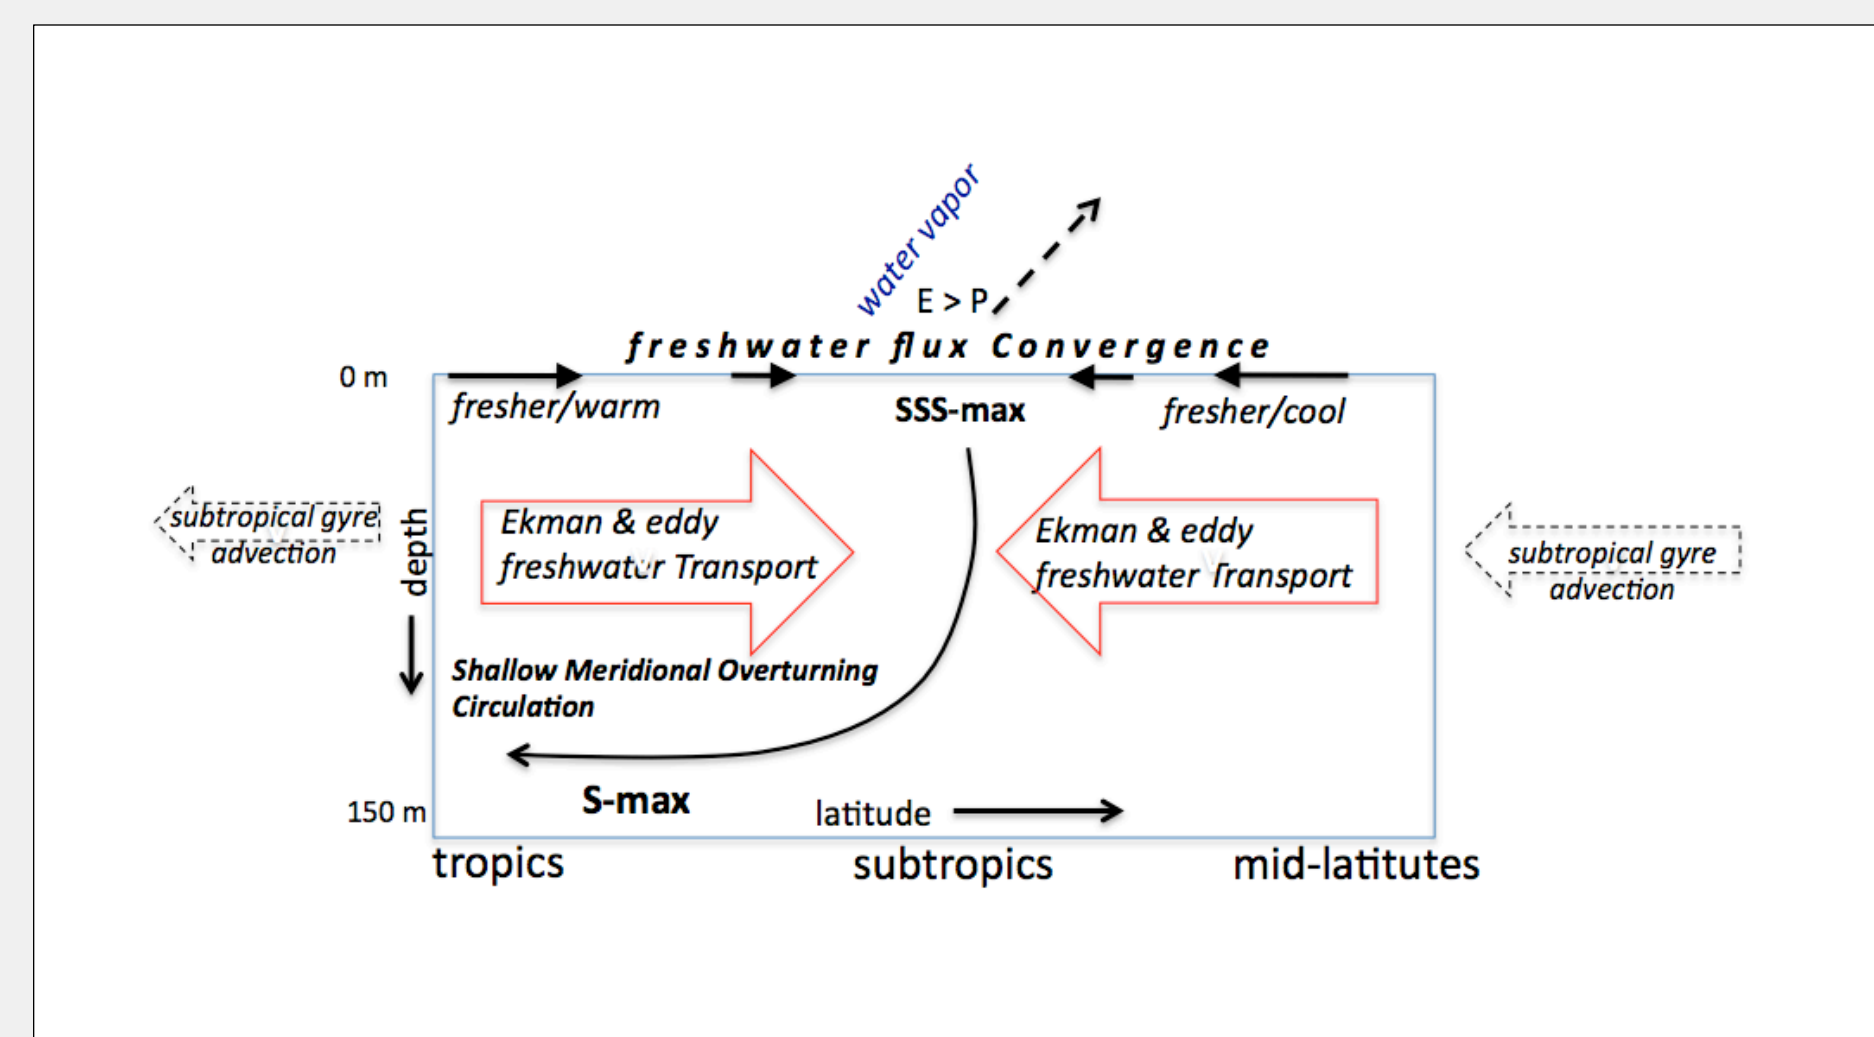 water vapor
E > P
freshwater flux Convergence
0 m
fresher/warm
SSS-max
fresher/cool
subtropical gyre
advection
depth
Ekman & eddy
freshwater Transport
Ekman & eddy
freshwater Transport
subtropical gyre
advection
Shallow Meridional Overturning
Circulation
S-max
latitude
150 m
tropics
subtropics
mid-latitutes